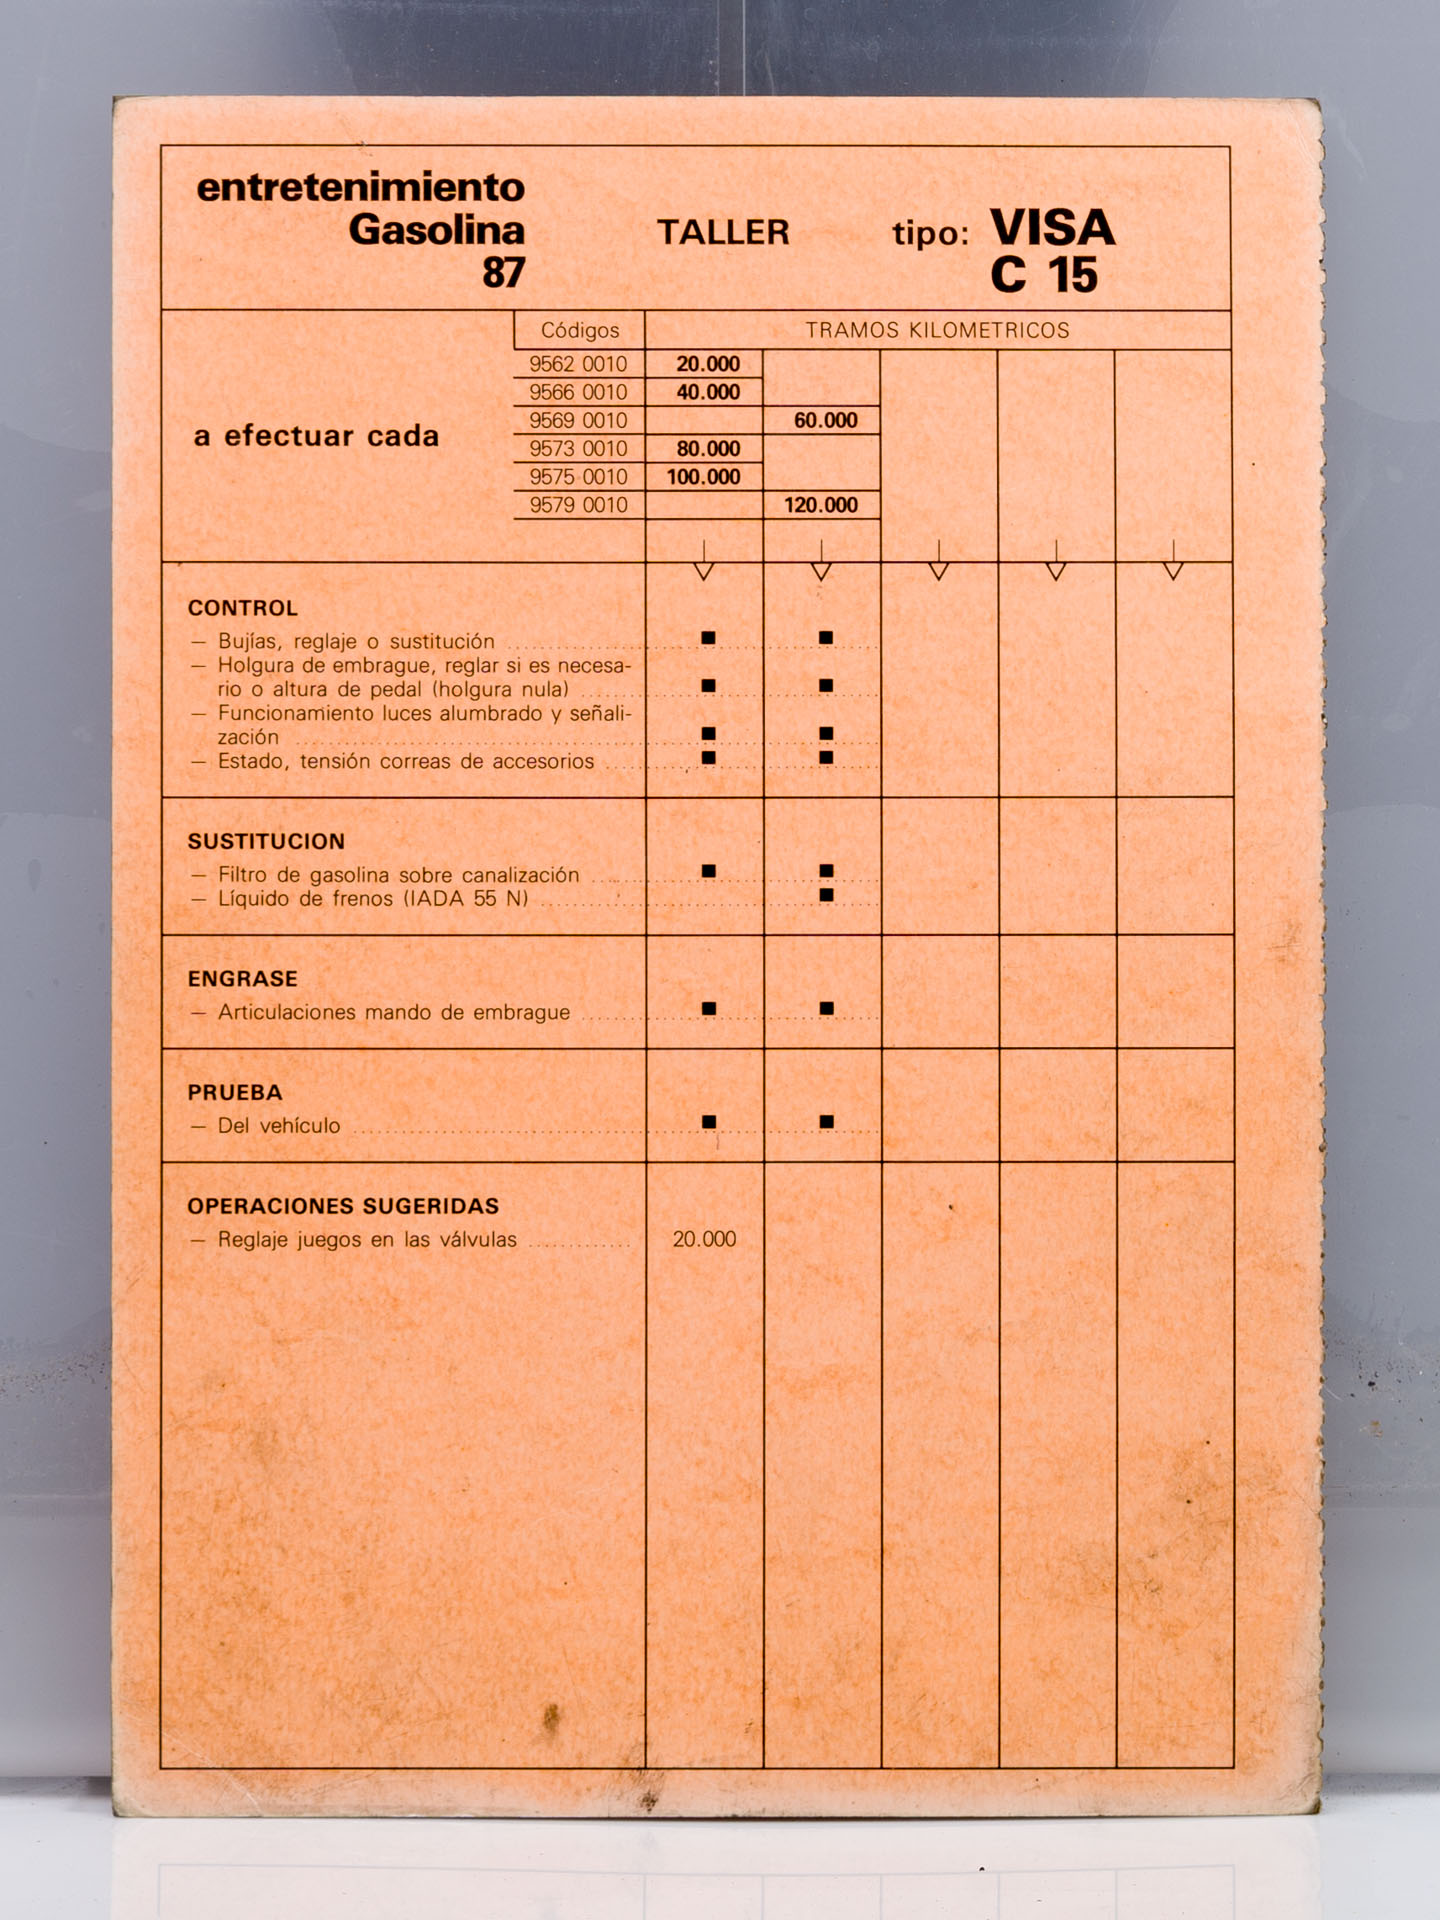 entretenimiento
Gasolina
87
TALLER
tipo: VISA
C 15
Códigos
TRAMOS KILOMETRICOS
a efectuar cada
9562 0010 20.000
9566 0010 40.000
9569 0010 60.000
9573 0010 80.000
9575 0010 100.000
9579 0010 120.000
CONTROL
— Bujías, reglaje o sustitución
— Holgura de embrague, reglar si es necesa-
rio o altura de pedal (holgura nula)
— Funcionamiento luces alumbrado y señali-
zación
— Estado, tensión correas de accesorios
SUSTITUCION
— Filtro de gasolina sobre canalización
— Líquido de frenos (IADA 55 N)
ENGRASE
— Articulaciones mando de embrague
PRUEBA
— Del vehículo
OPERACIONES SUGERIDAS
— Reglaje juegos en las válvulas 20.000